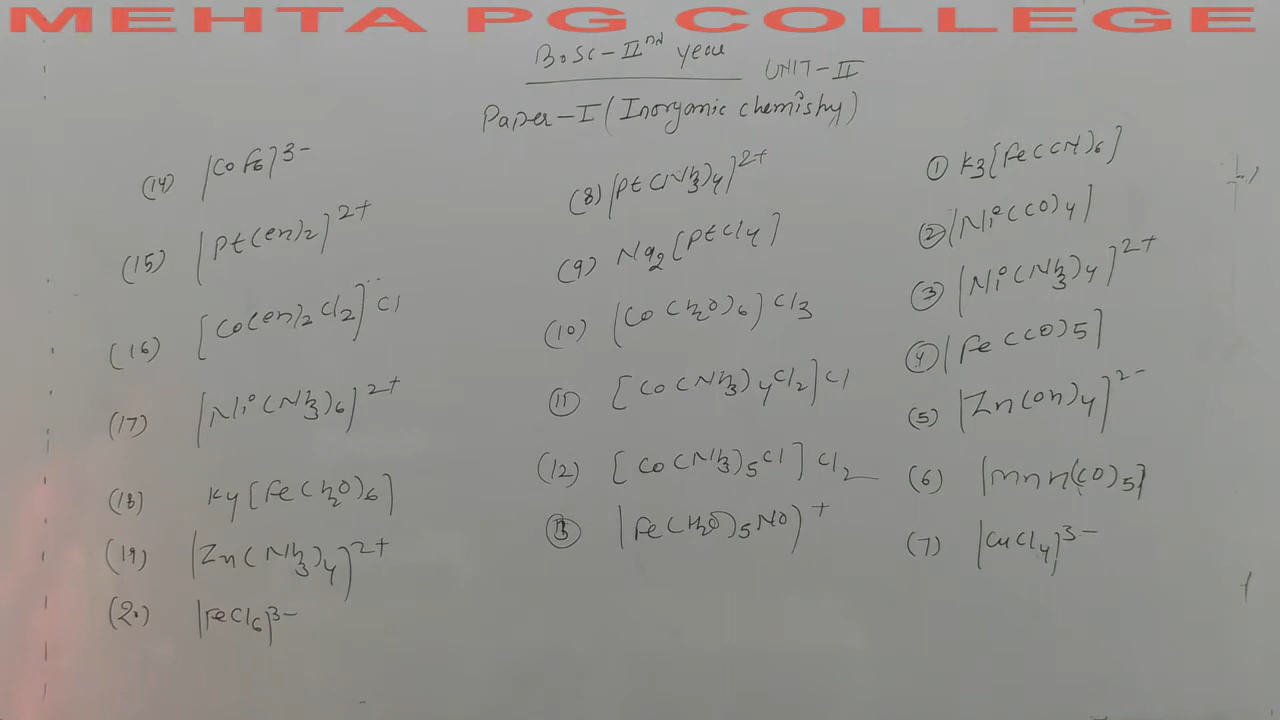 MEHTA PG COLLEGE
B.Sc-IInd year
UNIT-II
Paper-I (Inorganic chemistry)
① K3[Fe(CN)6]
② [Ni(CO)4]
③ [Ni(NH3)4]2+
④ [Fe(CO)5]
(5) [Zn(OH)4]2-
(6) [Mn(CO)5]
(7) [CuCl4]3-
(8) [Pt(NH3)4]2+
(9) Na2[PtCl4]
(10) [Co(H2O)6]Cl3
⑪ [Co(NH3)4Cl2]Cl
(12) [Co(NH3)5Cl]Cl2
⑬ [Fe(H2O)5NO]+
(14) [CoF6]3-
(15) [Pt(en)2]2+
(16) [Co(en)2Cl2]Cl
(17) [Ni(NH3)6]2+
(18) K4[Fe(H2O)6]
(19) [Zn(NH3)4]2+
(20) [FeCl6]3-